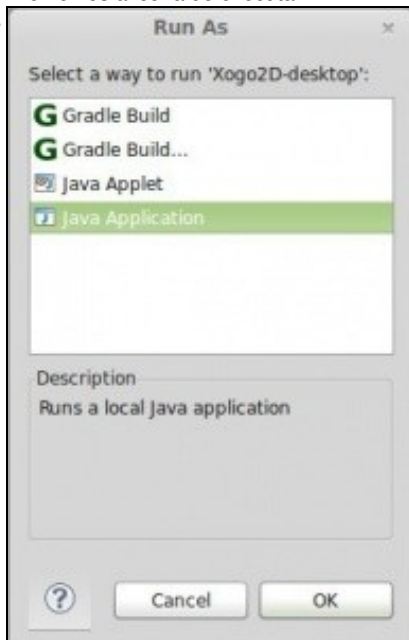 Run As
Select a way to run 'Xogo2D-desktop':
G Gradle Build
G Gradle Build...
Java Applet
Java Application
Description
Runs a local Java application
? Cancel OK